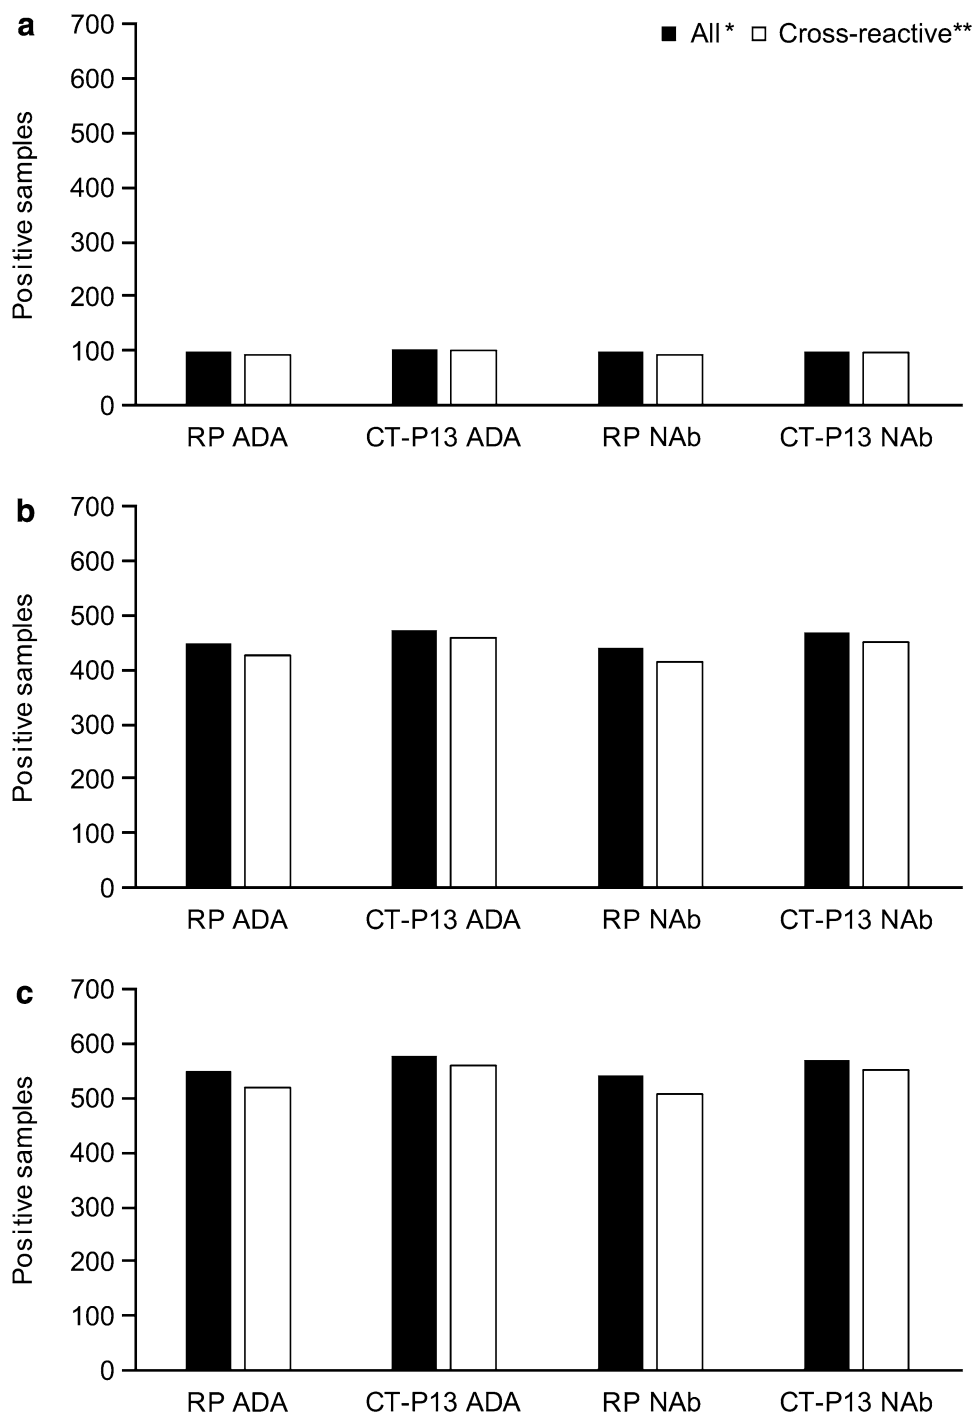 a
All* Cross-reactive**
Positive samples
700
600
500
400
300
200
100
0
RP ADA CT-P13 ADA RP NAb CT-P13 NAb
b
Positive samples
700
600
500
400
300
200
100
0
RP ADA CT-P13 ADA RP NAb CT-P13 NAb
c
Positive samples
700
600
500
400
300
200
100
0
RP ADA CT-P13 ADA RP NAb CT-P13 NAb